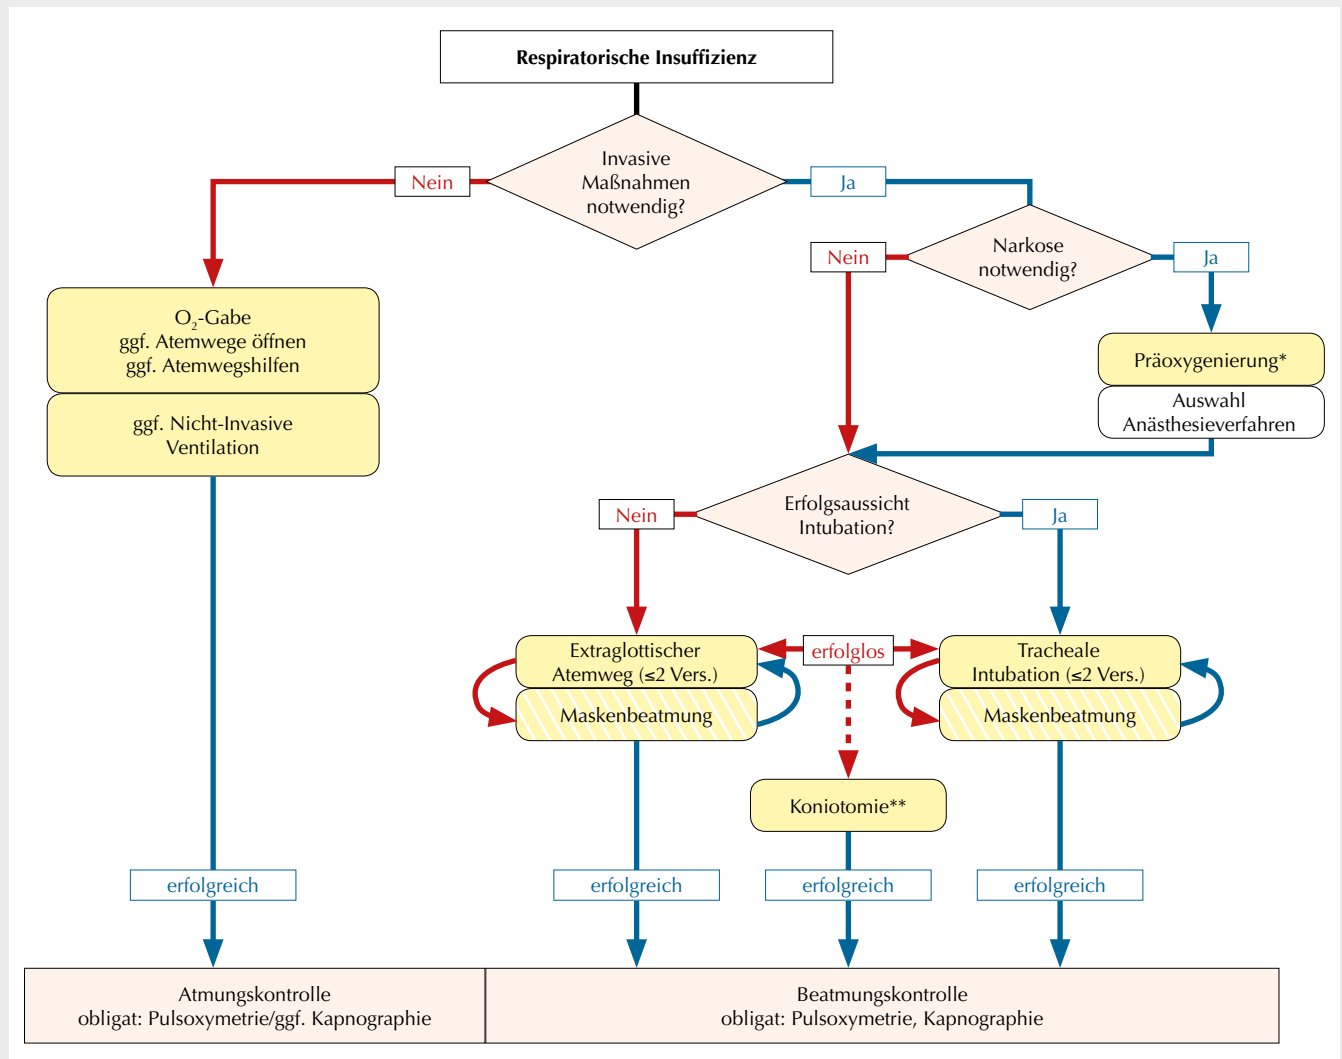 Respiratorische Insuffizienz
Invasive
Maßnahmen
notwendig?
Nein
Ja
Narkose
notwendig?
Nein
Ja
O₂-Gabe
ggf. Atemwege öffnen
ggf. Atemwegshilfen
ggf. Nicht-Invasive
Ventilation
Präoxygenierung*
Auswahl
Anästhesieverfahren
Erfolgsaussicht
Intubation?
Nein
Ja
Extraglottischer
Atemweg (≤2 Vers.)
Maskenbeatmung
erfolglos
Tracheale
Intubation (≤2 Vers.)
Maskenbeatmung
Koniotomie**
erfolgreich
erfolgreich
erfolgreich
erfolgreich
Atmungskontrolle
obligat: Pulsoxymetrie/ggf. Kapnographie
Beatmungskontrolle
obligat: Pulsoxymetrie, Kapnographie